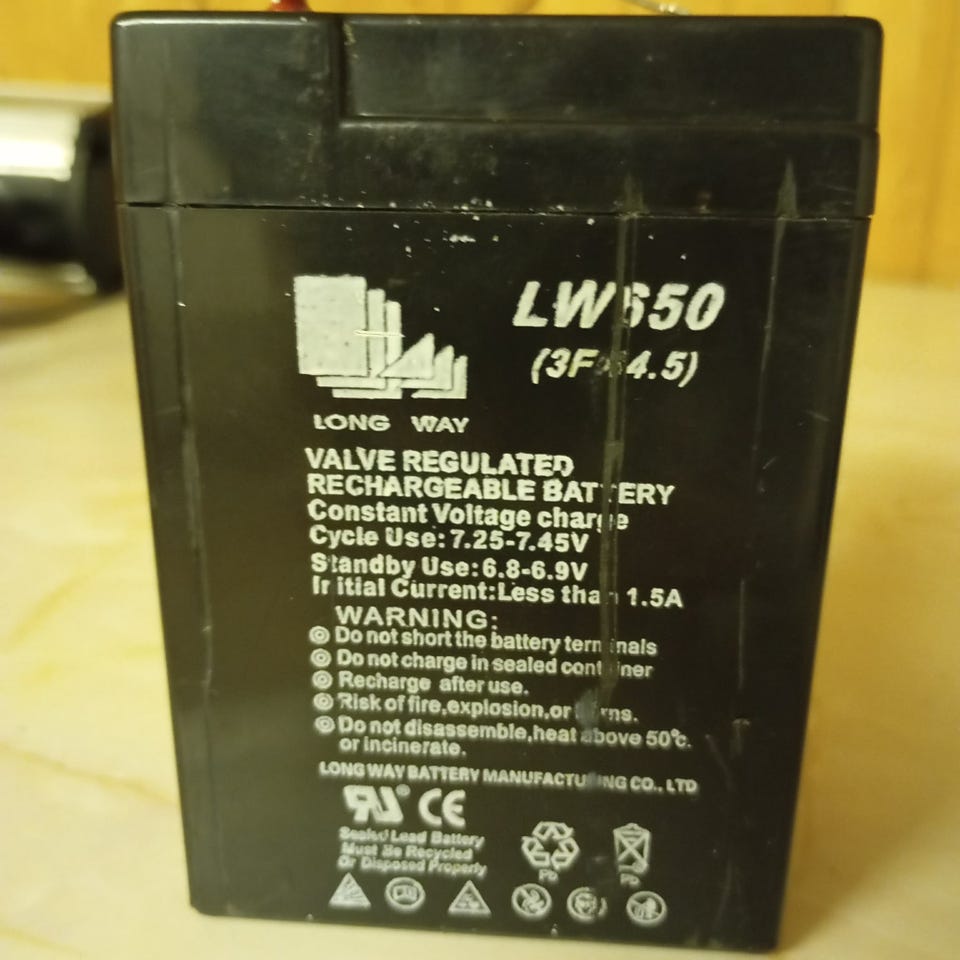 LW650
LONG WAY
VALVE REGULATED
RECHARGEABLE BATTERY
Constant Voltage charge
Cycle Use:7.25-7.45V
Standby Use:6.8-6.9V
Initial Current:Less than 1.5A
WARNING:
Do not short the battery terminals
Do not charge in sealed container
Recharge after use.
Risk of fire,explosion,or burns.
Do not disassemble,heat above 50℃.
or incinerate.
LONG WAY BATTERY MANUFACTURING CO., LTD
CE
Sealed Lead Battery
Must Be Recycled
Or Disposed Property
Pb Pb